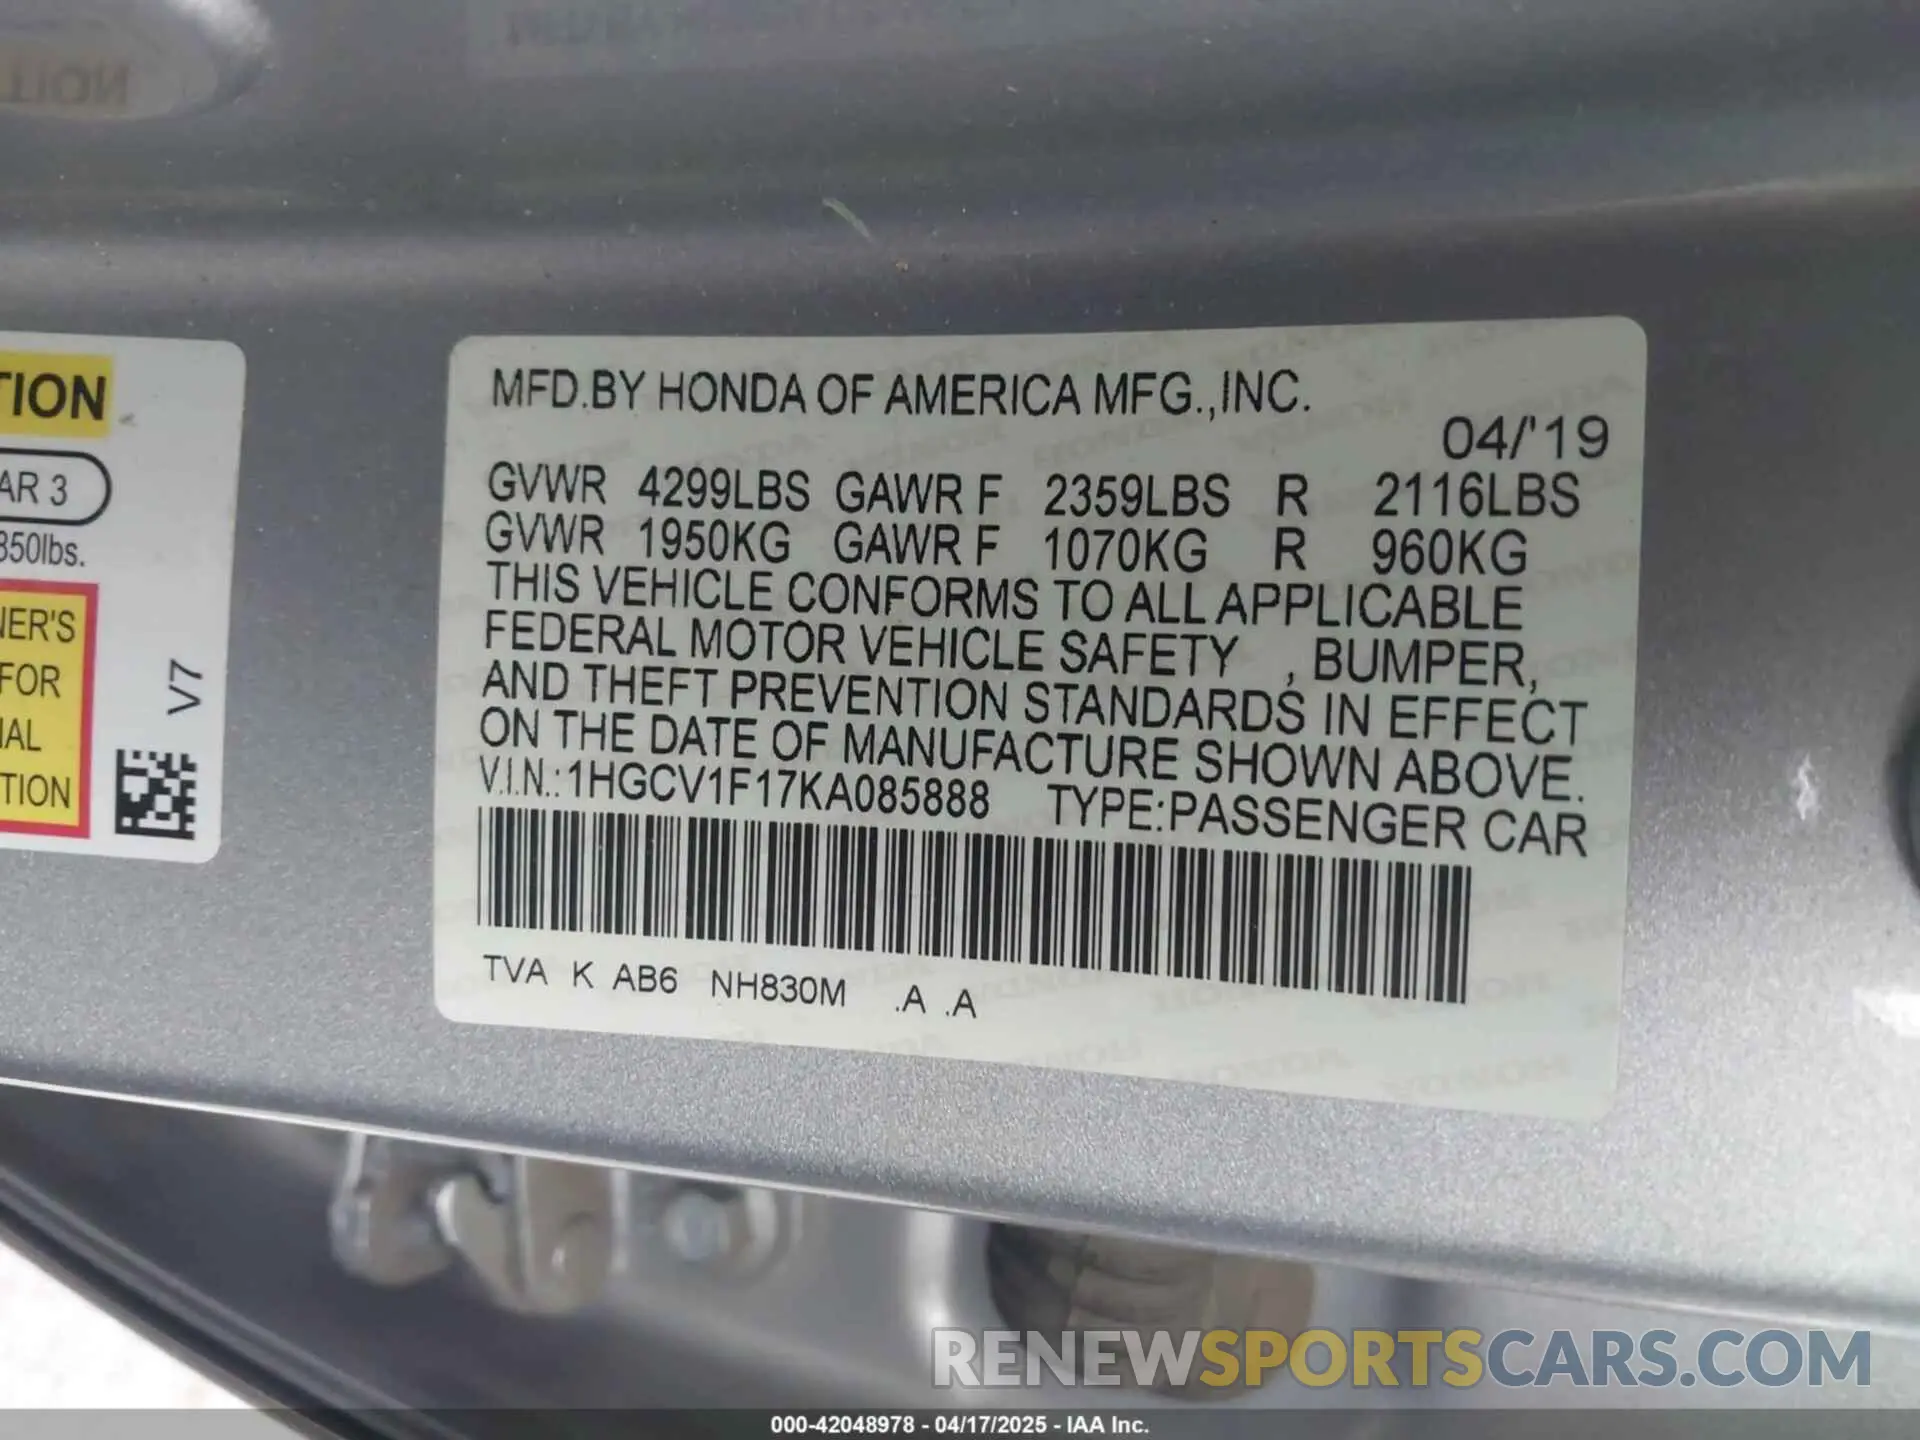 TION
AR 3
850lbs.
NER'S
FOR
IAL
TION
V7
MFD.BY HONDA OF AMERICA MFG.,INC.
04/'19
GVWR 4299LBS GAWR F 2359LBS R 2116LBS
GVWR 1950KG GAWR F 1070KG R 960KG
THIS VEHICLE CONFORMS TO ALL APPLICABLE
FEDERAL MOTOR VEHICLE SAFETY , BUMPER,
AND THEFT PREVENTION STANDARDS IN EFFECT
ON THE DATE OF MANUFACTURE SHOWN ABOVE.
V.I.N.: 1HGCV1F17KA085888 TYPE:PASSENGER CAR
TVA K AB6 NH830M .A .A
RENEWSPORTSCARS.COM
000-42048978 - 04/17/2025 - IAA Inc.